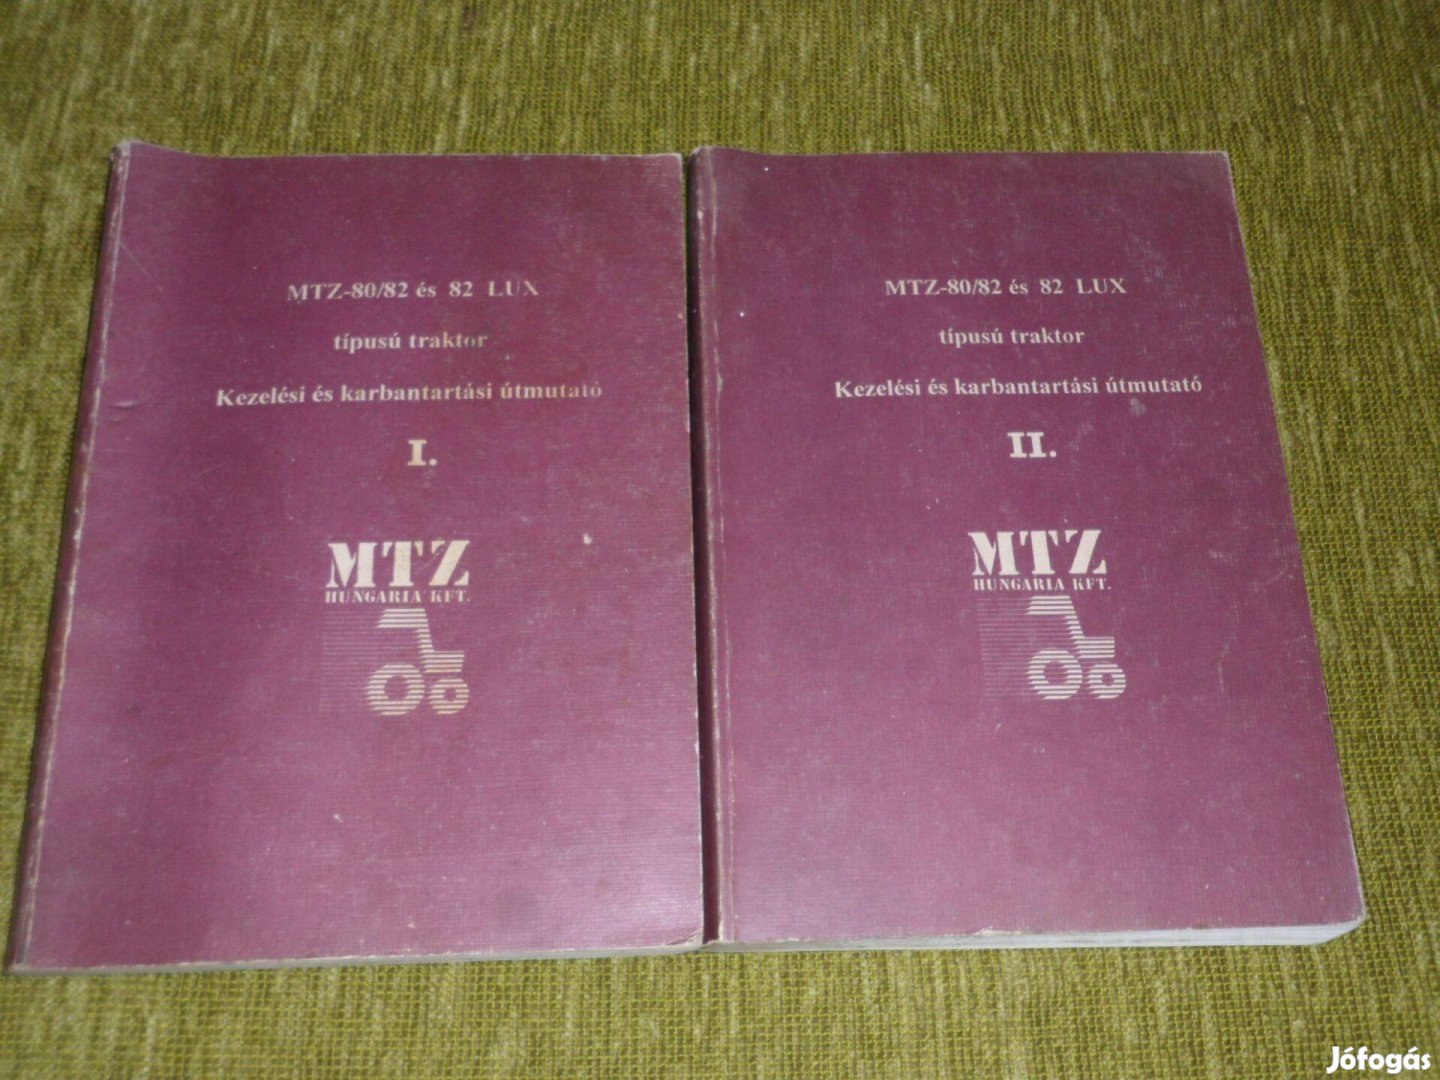 MTZ-80/82 és 82 LUX
típusú traktor
Kezelési és karbantartási útmutató
I.
MTZ
HUNGARIA KFT.
MTZ-80/82 és 82 LUX
típusú traktor
Kezelési és karbantartási útmutató
II.
MTZ
HUNGARIA KFT.
Jófogás